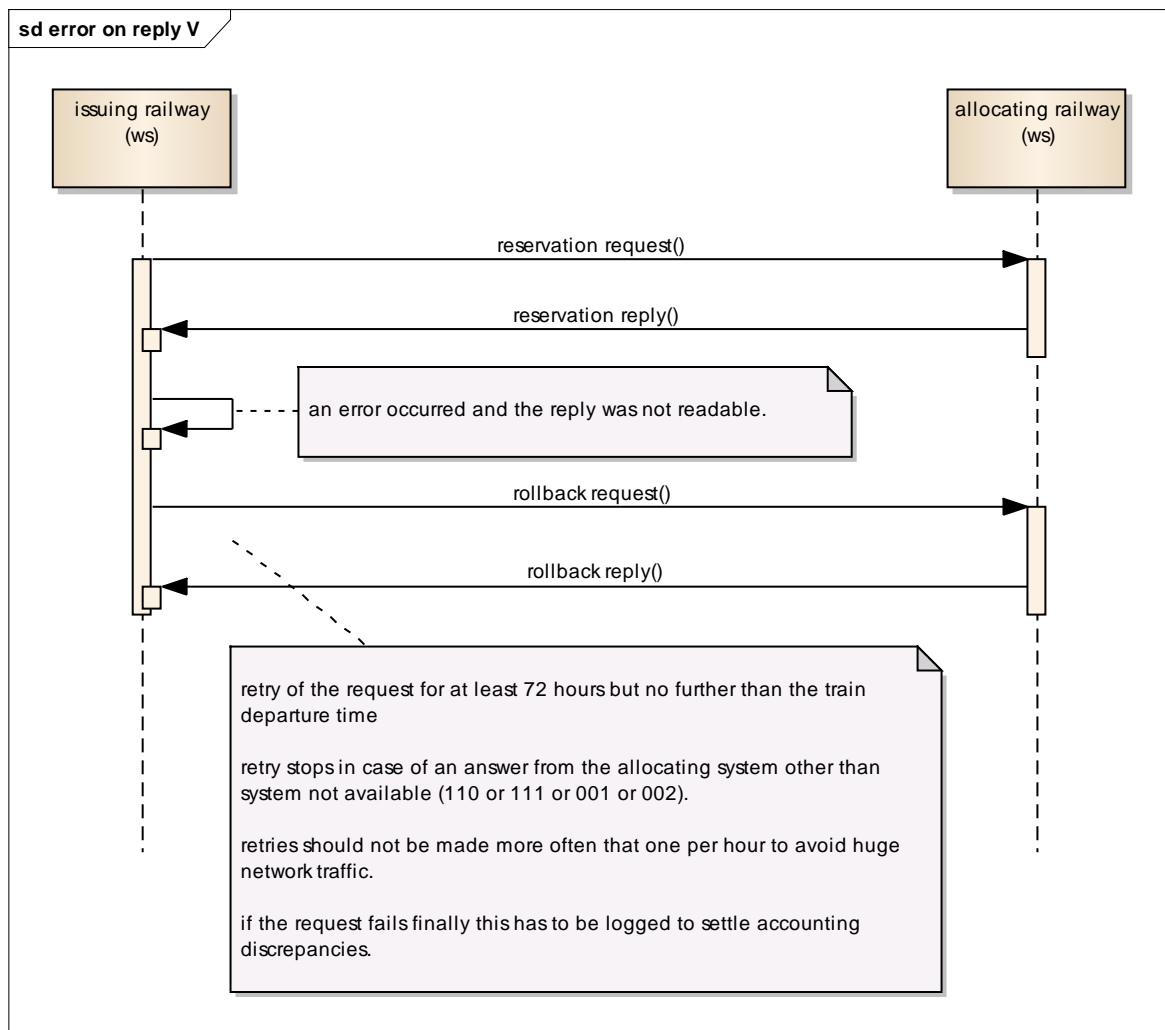 sd error on reply V
issuing railway
(ws)
allocating railway
(ws)
reservation request()
reservation reply()
an error occurred and the reply was not readable.
rollback request()
rollback reply()
retry of the request for at least 72 hours but no further than the train
departure time
retry stops in case of an answer from the allocating system other than
system not available (110 or 111 or 001 or 002).
retries should not be made more often that one per hour to avoid huge
network traffic.
if the request fails finally this has to be logged to settle accounting
discrepancies.